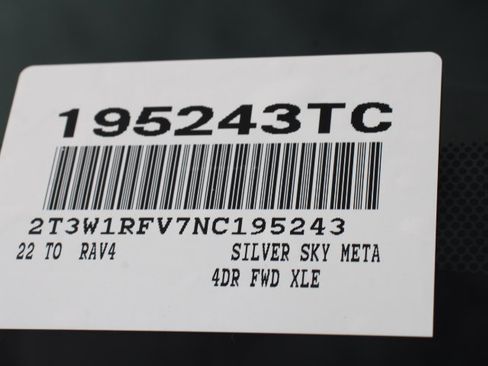 195243TC
2T3W1RFV7NC195243
22 TO RAV4 SILVER SKY META
4DR FWD XLE